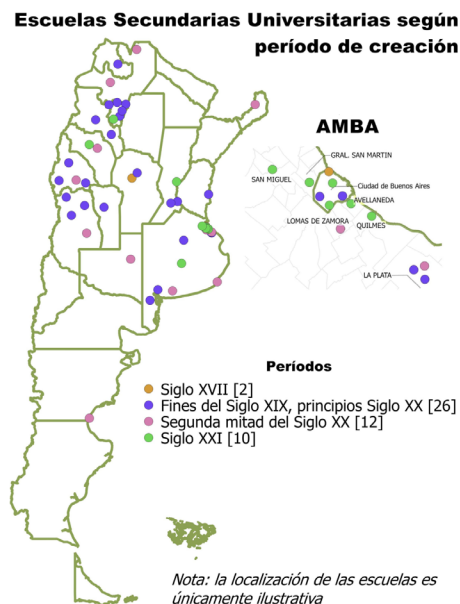 Escuelas Secundarias Universitarias según
período de creación
AMBA
GRAL. SAN MARTIN
SAN MIGUEL
Ciudad de Buenos Aires
AVELLANEDA
LOMAS DE ZAMORA
QUILMES
LA PLATA
Períodos
Siglo XVII [2]
Fines del Siglo XIX, principios Siglo XX [26]
Segunda mitad del Siglo XX [12]
Siglo XXI [10]
Nota: la localización de las escuelas es
únicamente ilustrativa